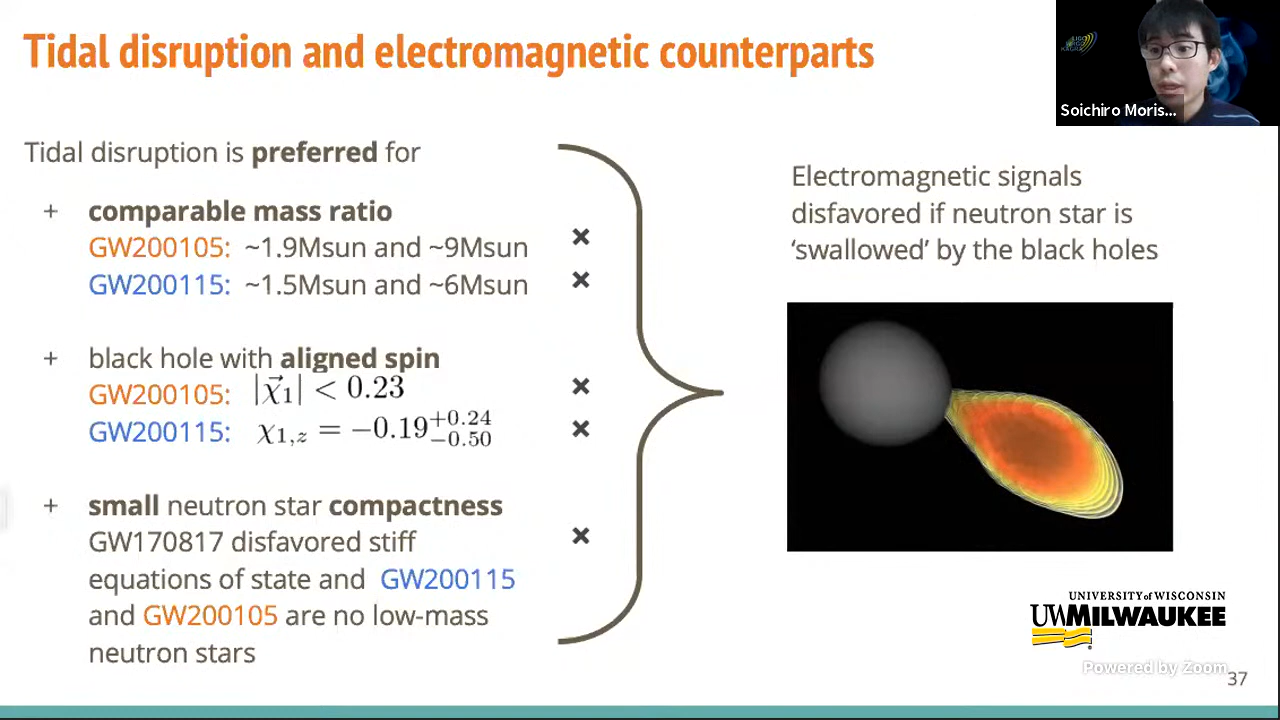 Tidal disruption and electromagnetic counterparts
Soichiro Moris...
Tidal disruption is preferred for
+ comparable mass ratio
GW200105: ~1.9Msun and ~9Msun ×
GW200115: ~1.5Msun and ~6Msun ×
+ black hole with aligned spin
GW200105: |χ⃗₁| < 0.23 ×
GW200115: χ₁,z = −0.19 +0.24 −0.50 ×
+ small neutron star compactness
GW170817 disfavored stiff ×
equations of state and GW200115
and GW200105 are no low-mass
neutron stars
Electromagnetic signals
disfavored if neutron star is
‘swallowed’ by the black holes
UNIVERSITY of WISCONSIN
UWMILWAUKEE
Powered by Zoom
37